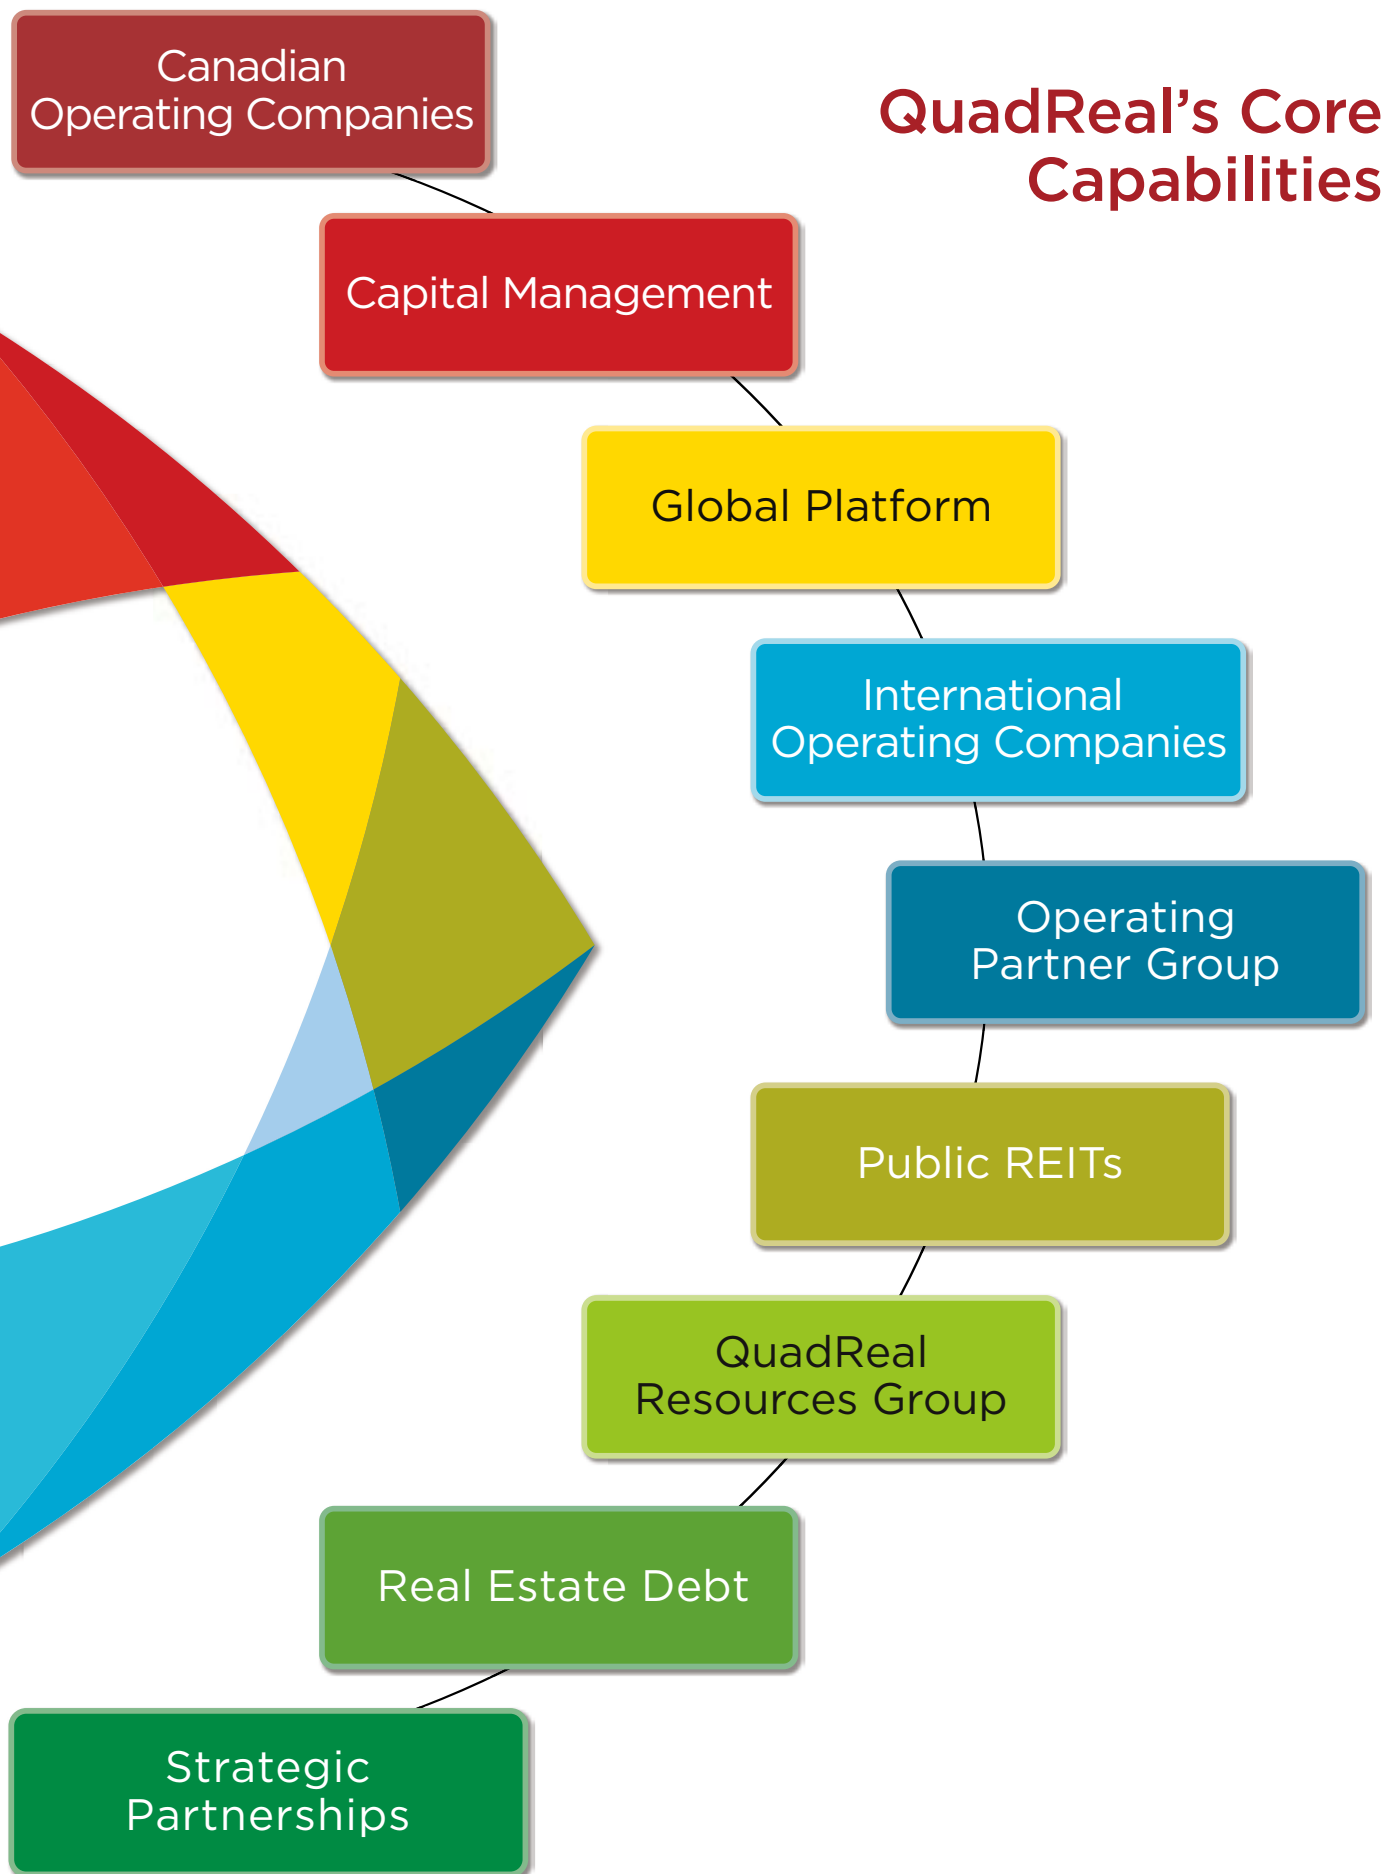 QuadReal’s Core
Capabilities
Canadian
Operating Companies
Capital Management
Global Platform
International
Operating Companies
Operating
Partner Group
Public REITs
QuadReal
Resources Group
Real Estate Debt
Strategic
Partnerships